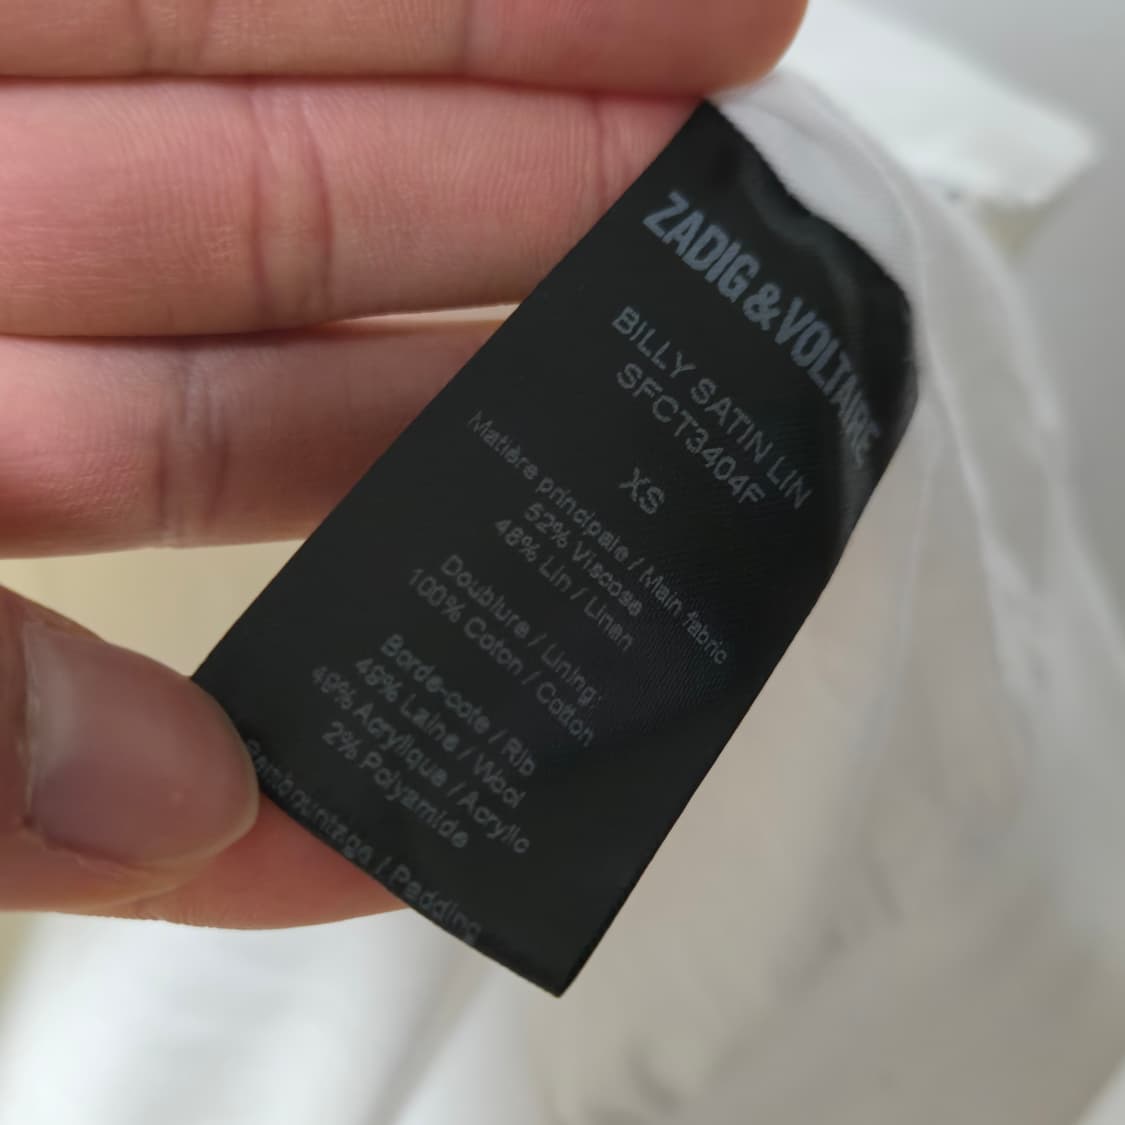 ZADIG & VOLTAIRE
BILLY SATIN LIN
SFCT3404F
XS
Matière principale / Main fabric
52% Viscose
48% Lin / Linen
Doublure / Lining:
100% Coton / Cotton
Borde-cote / Rib
49% Laine / Wool
49% Acrylique / Acrylic
2% Polyamide
/ Padding